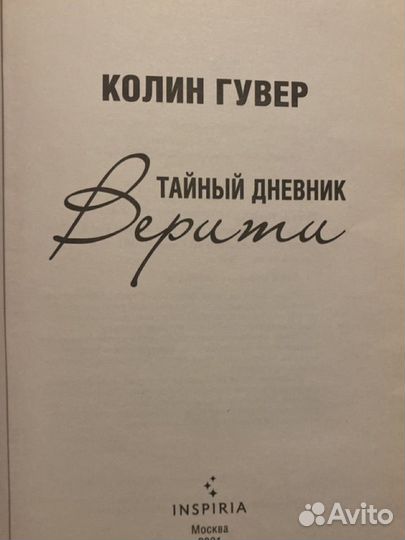 КОЛИН ГУВЕР
ТАЙНЫЙ ДНЕВНИК
Верити
INSPIRIA
Москва
Avito